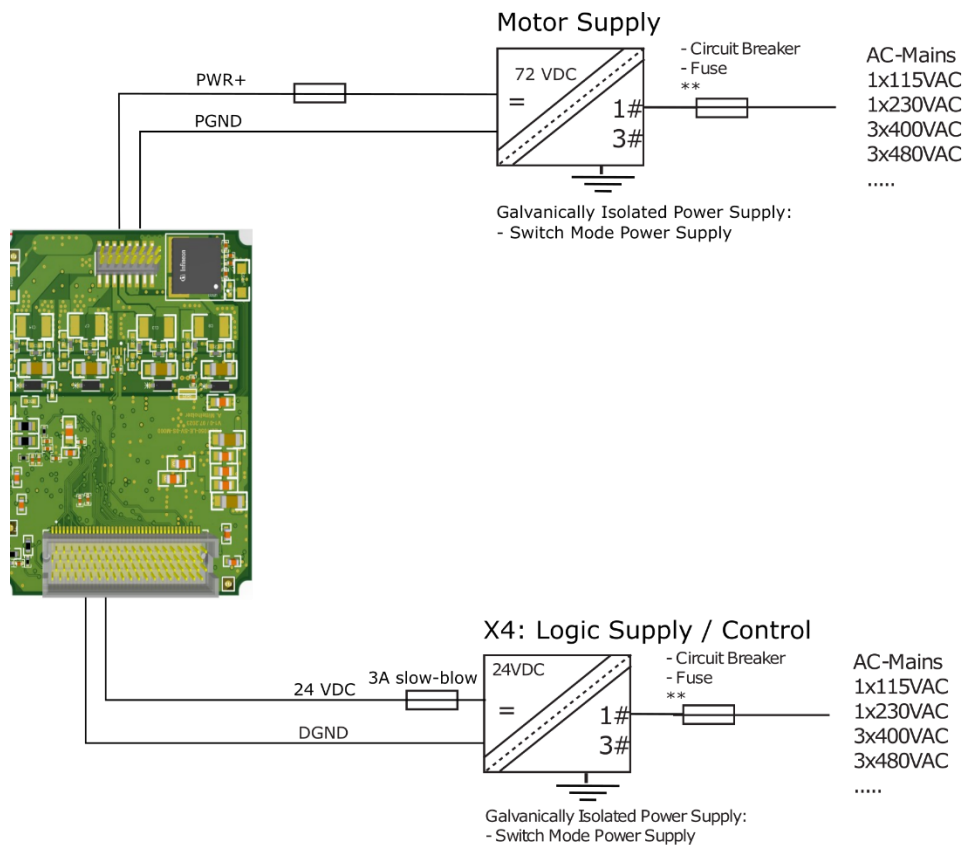 Motor Supply
- Circuit Breaker
- Fuse
**
AC-Mains
1x115VAC
1x230VAC
3x400VAC
3x480VAC
.....
PWR+
PGND
72 VDC
=
1#
3#
Galvanically Isolated Power Supply:
- Switch Mode Power Supply
Infineon
X4: Logic Supply / Control
- Circuit Breaker
- Fuse
**
AC-Mains
1x115VAC
1x230VAC
3x400VAC
3x480VAC
.....
3A slow-blow
24 VDC
DGND
24VDC
=
1#
3#
Galvanically Isolated Power Supply:
- Switch Mode Power Supply